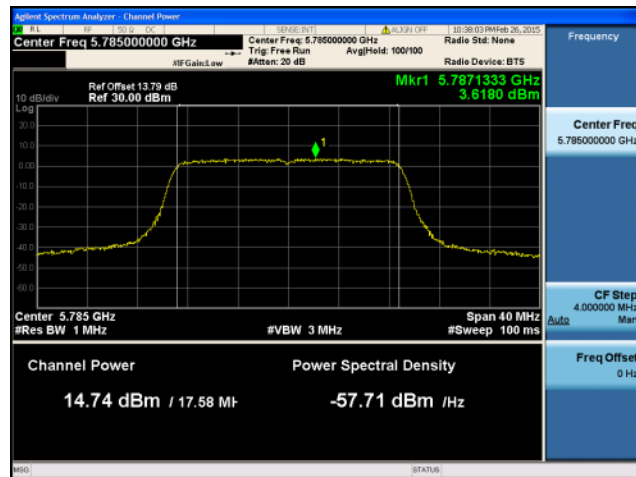 Agilent Spectrum Analyzer - Channel Power
RL RF 50 Ω DC SENSE:INT ALIGN OFF 10:38:03 PM Feb 26, 2015
Center Freq 5.785000000 GHz
Center Freq: 5.785000000 GHz
Radio Std: None
Trig: Free Run Avg|Hold: 100/100
#IFGain:Low #Atten: 20 dB Radio Device: BTS
Mkr1 5.7871333 GHz
3.6180 dBm
Ref Offset 13.79 dB
10 dB/div Ref 30.00 dBm
Log
20.0
10.0
0.00
-10.0
-20.0
-30.0
-40.0
-50.0
-60.0
1
Center 5.785 GHz Span 40 MHz
#Res BW 1 MHz #VBW 3 MHz #Sweep 100 ms
Channel Power Power Spectral Density
14.74 dBm / 17.58 MH -57.71 dBm /Hz
Frequency
Center Freq
5.785000000 GHz
CF Step
4.000000 MHz
Auto Man
Freq Offset
0 Hz
MSG STATUS